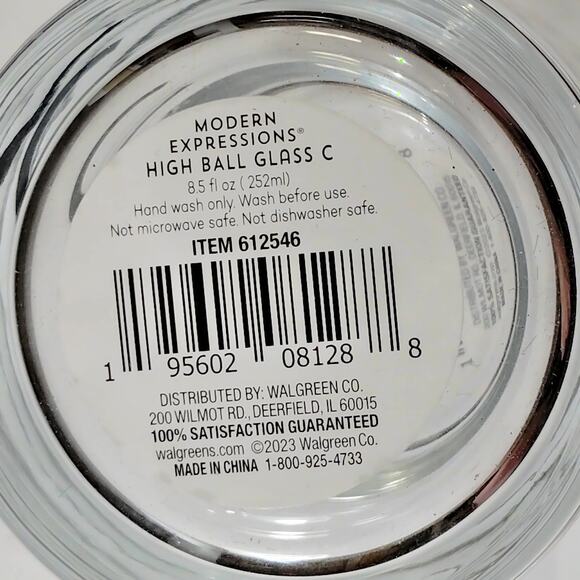 MODERN
EXPRESSIONS®
HIGH BALL GLASS C
8.5 fl oz ( 252ml)
Hand wash only. Wash before use.
Not microwave safe. Not dishwasher safe.
ITEM 612546
1 95602 08128 8
DISTRIBUTED BY: WALGREEN CO.
200 WILMOT RD., DEERFIELD, IL 60015
100% SATISFACTION GUARANTEED
walgreens.com ©2023 Walgreen Co.
MADE IN CHINA 1-800-925-4733